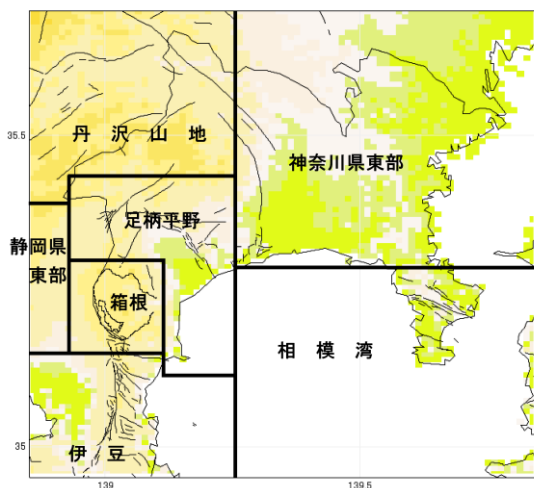 35.5
丹 沢 山 地
神奈川県東部
足柄平野
静岡県
東部
箱根
相 模 湾
35
伊 豆
139
139.5